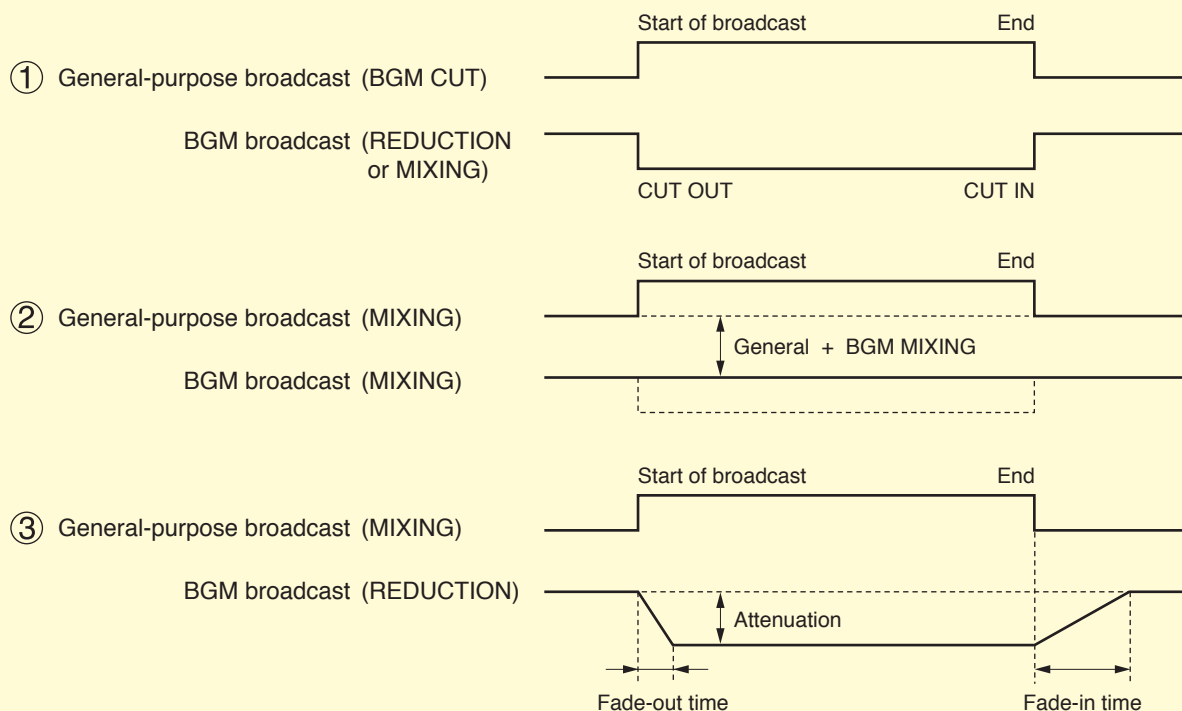 Start of broadcast End
① General-purpose broadcast (BGM CUT)
BGM broadcast (REDUCTION
or MIXING)
CUT OUT CUT IN
Start of broadcast End
② General-purpose broadcast (MIXING)
General + BGM MIXING
BGM broadcast (MIXING)
Start of broadcast End
③ General-purpose broadcast (MIXING)
BGM broadcast (REDUCTION)
Attenuation
Fade-out time Fade-in time